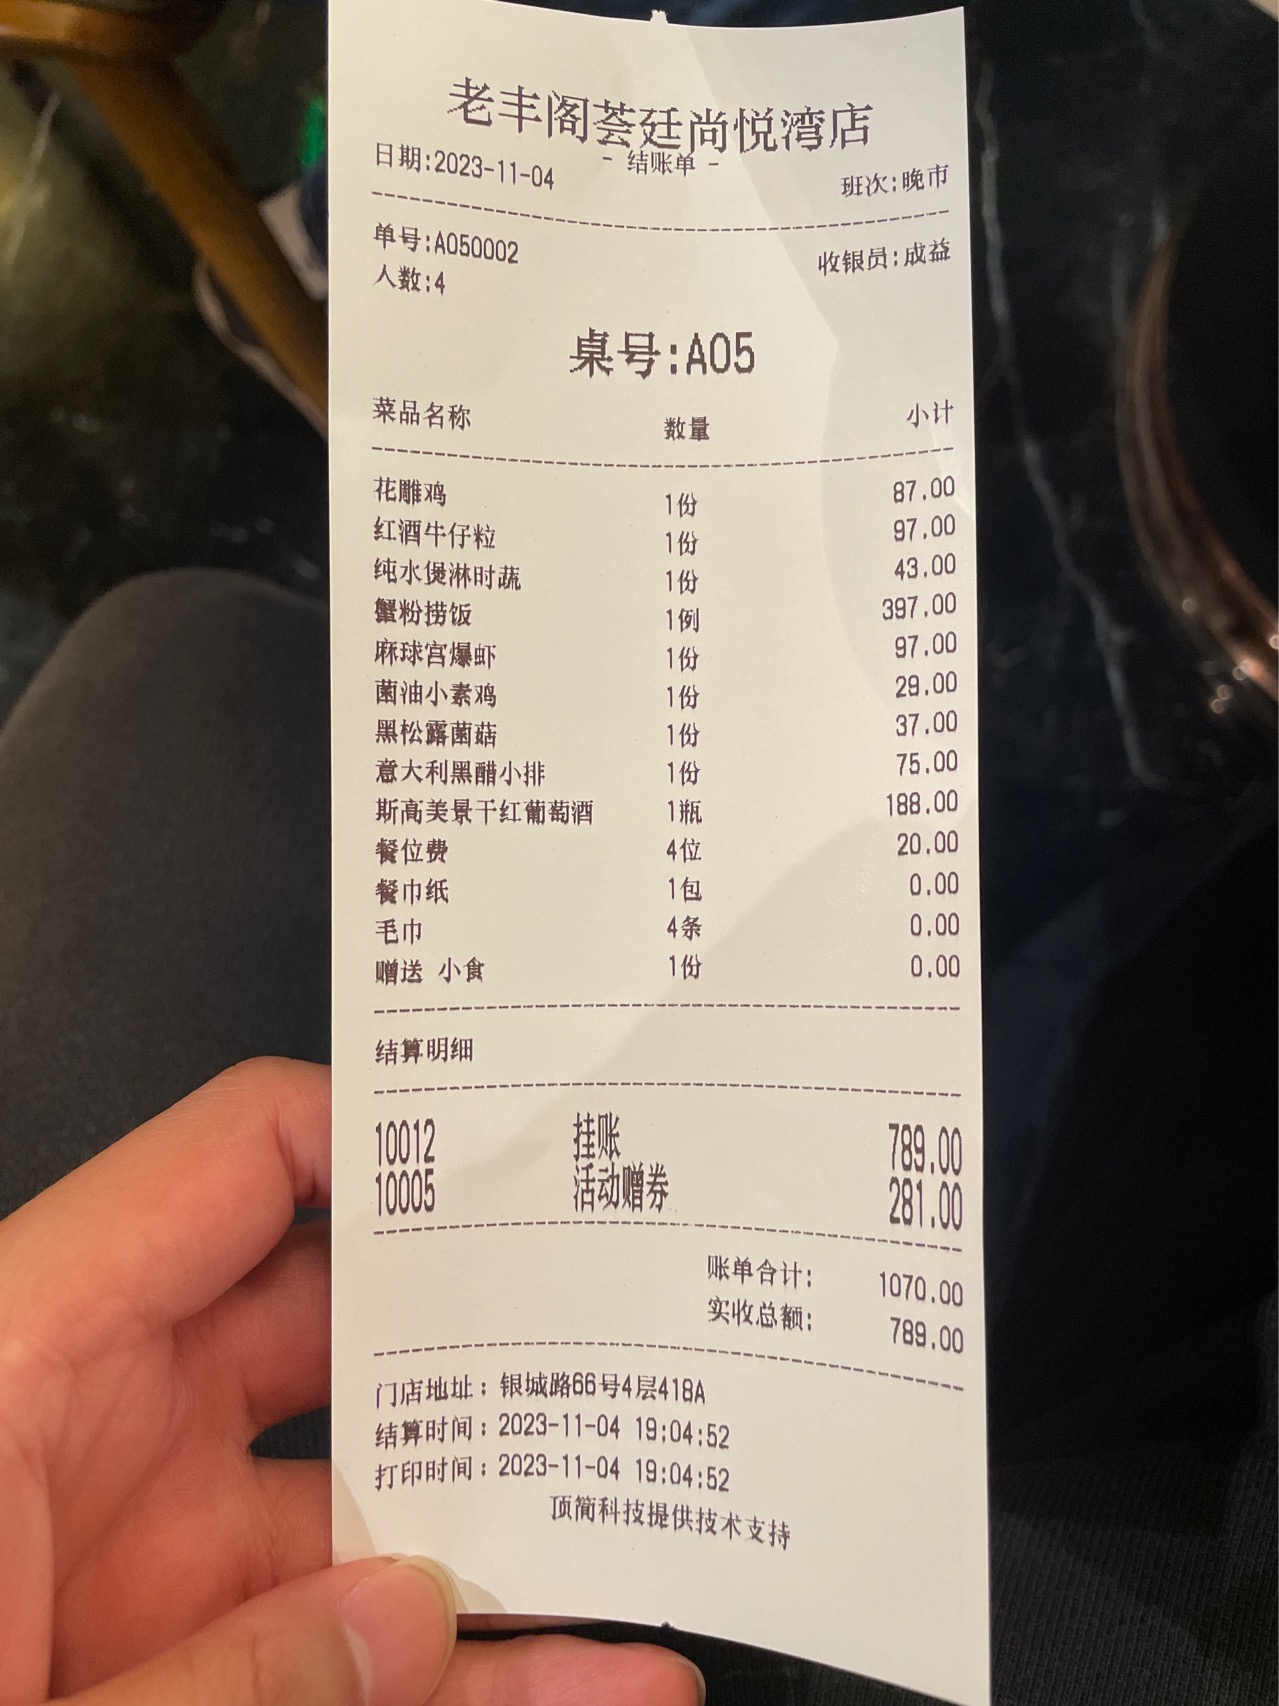 老丰阁荟廷尚悦湾店
- 结账单 -
日期:2023-11-04 班次:晚市
单号:A050002 收银员:成益
人数:4
桌号:A05
菜品名称 数量 小计
花雕鸡 1份 87.00
红酒牛仔粒 1份 97.00
纯水煲淋时蔬 1份 43.00
蟹粉捞饭 1例 397.00
麻球宫爆虾 1份 97.00
菌油小素鸡 1份 29.00
黑松露菌菇 1份 37.00
意大利黑醋小排 1份 75.00
斯高美景干红葡萄酒 1瓶 188.00
餐位费 4位 20.00
餐巾纸 1包 0.00
毛巾 4条 0.00
赠送 小食 1份 0.00
结算明细
10012 挂账 789.00
10005 活动赠券 281.00
账单合计: 1070.00
实收总额: 789.00
门店地址：银城路66号4层418A
结算时间：2023-11-04 19:04:52
打印时间：2023-11-04 19:04:52
顶简科技提供技术支持